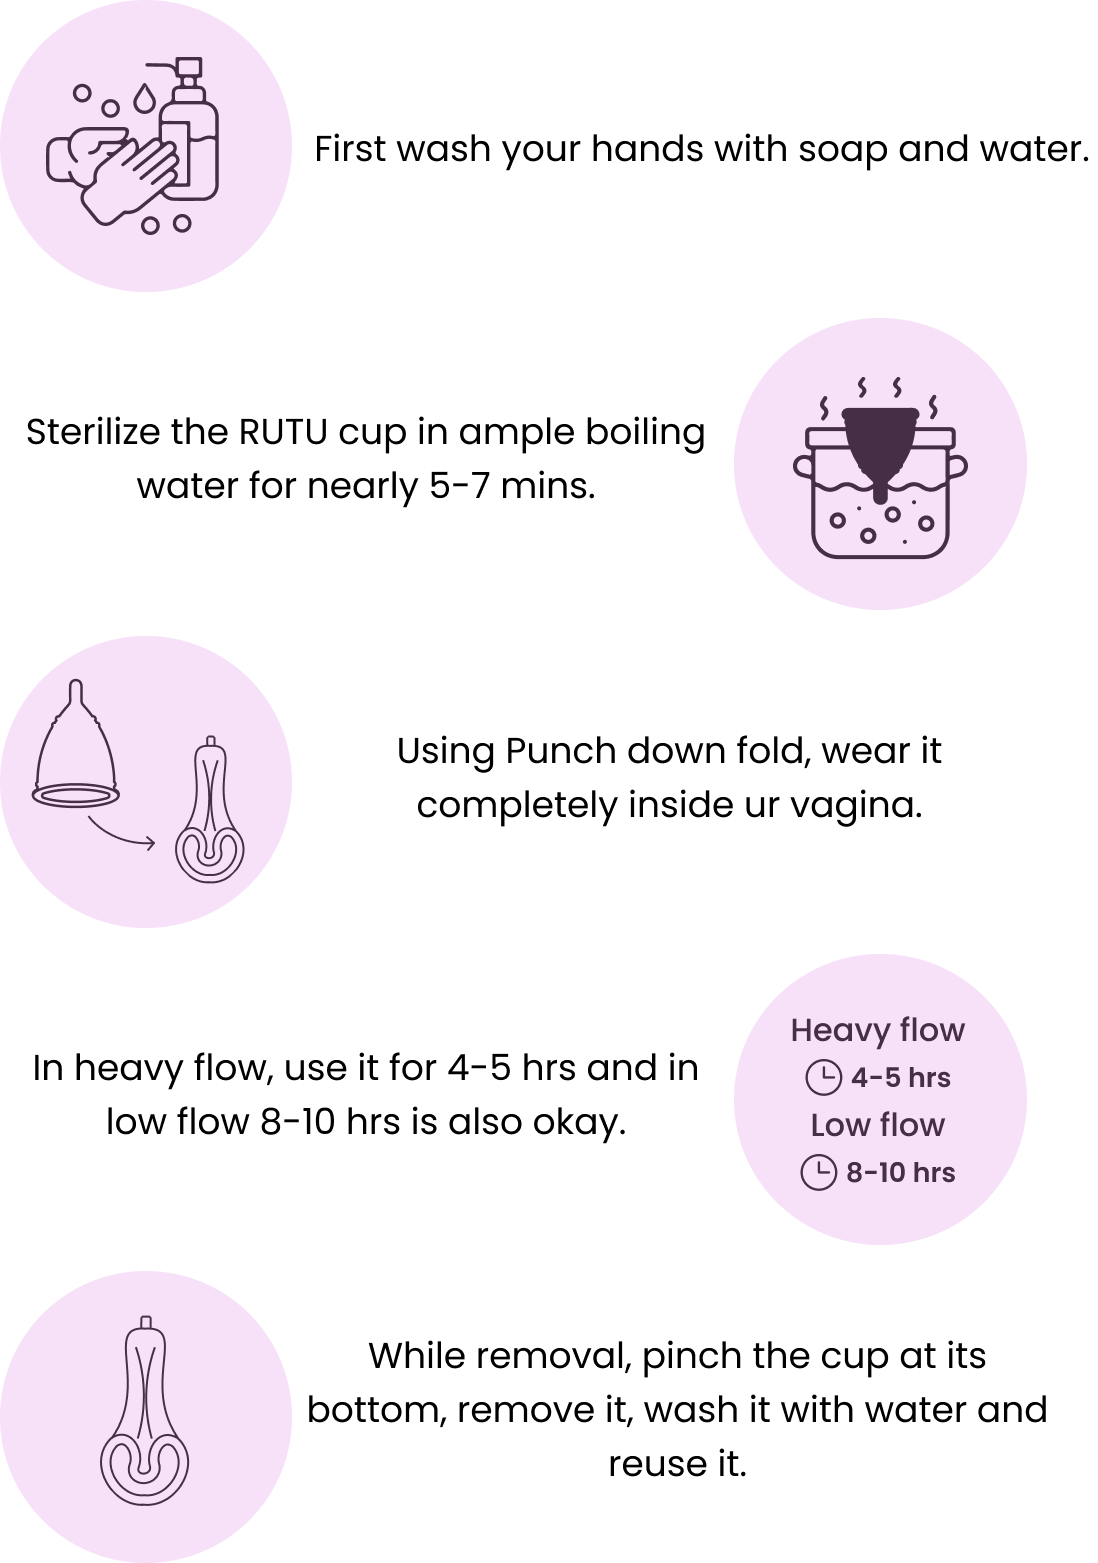 First wash your hands with soap and water.
Sterilize the RUTU cup in ample boiling
water for nearly 5-7 mins.
Using Punch down fold, wear it
completely inside ur vagina.
In heavy flow, use it for 4-5 hrs and in
low flow 8-10 hrs is also okay.
Heavy flow
4-5 hrs
Low flow
8-10 hrs
While removal, pinch the cup at its
bottom, remove it, wash it with water and
reuse it.